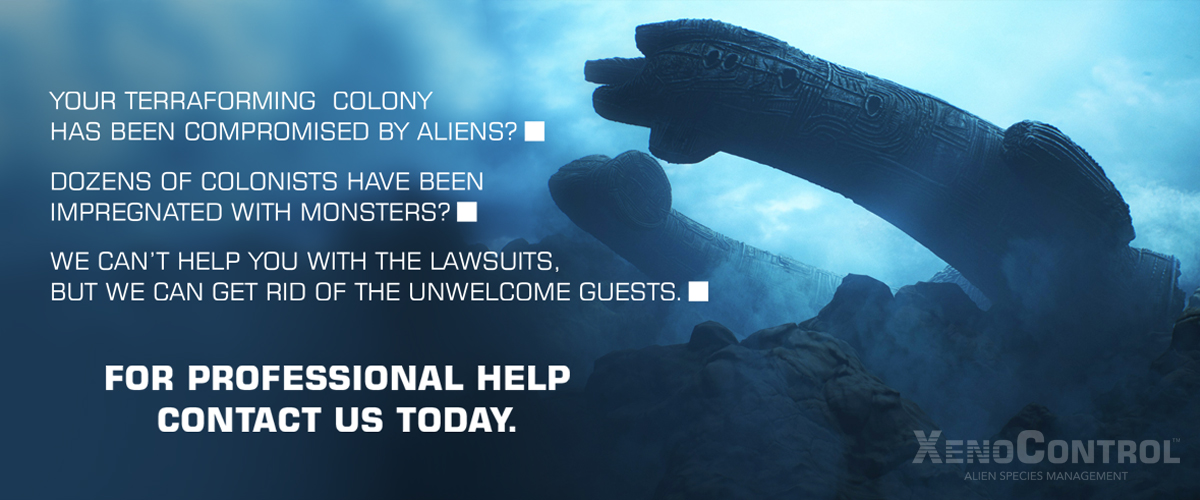 YOUR TERRAFORMING COLONY
HAS BEEN COMPROMISED BY ALIENS?
DOZENS OF COLONISTS HAVE BEEN
IMPREGNATED WITH MONSTERS?
WE CAN'T HELP YOU WITH THE LAWSUITS,
BUT WE CAN GET RID OF THE UNWELCOME GUESTS.
FOR PROFESSIONAL HELP
CONTACT US TODAY.
XENOCONTROL™
ALIEN SPECIES MANAGEMENT